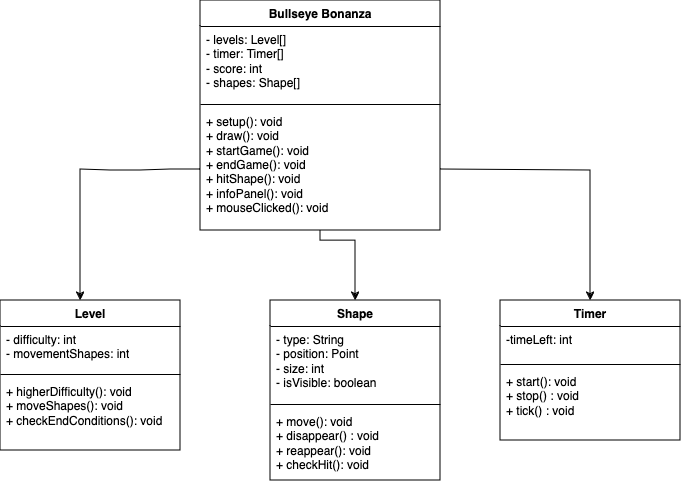 Bullseye Bonanza
- levels: Level[]
- timer: Timer[]
- score: int
- shapes: Shape[]
+ setup(): void
+ draw(): void
+ startGame(): void
+ endGame(): void
+ hitShape(): void
+ infoPanel(): void
+ mouseClicked(): void
Level
- difficulty: int
- movementShapes: int
+ higherDifficulty(): void
+ moveShapes(): void
+ checkEndConditions(): void
Shape
- type: String
- position: Point
- size: int
- isVisible: boolean
+ move(): void
+ disappear() : void
+ reappear(): void
+ checkHit(): void
Timer
-timeLeft: int
+ start(): void
+ stop() : void
+ tick() : void